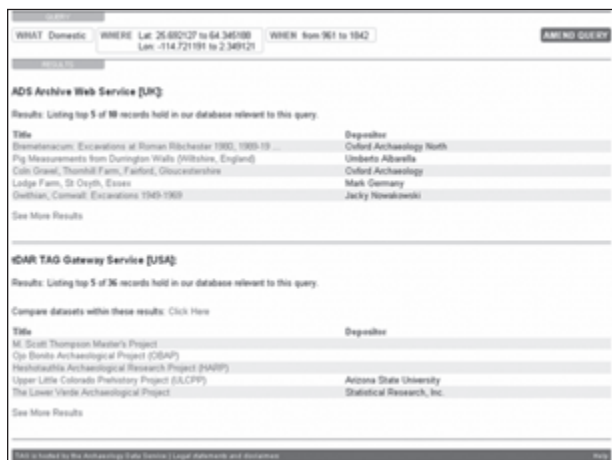 QUERY
WHAT Domestic WHERE Lat: 25.692127 to 64.345188 WHEN from 961 to 1842 AMEND QUERY
Lon: -114.721191 to 2.349121
RESULTS
ADS Archive Web Service [UK]:
Results: Listing top 5 of 10 records hold in our database relevant to this query.
Title Depositor
Bremetenacum: Excavations at Roman Ribchester 1980, 1989-19 ... Oxford Archaeology North
Pig Measurements from Durrington Walls (Wiltshire, England) Umberto Albarella
Coln Gravel, Thornhill Farm, Fairford, Gloucestershire Oxford Archaeology
Lodge Farm, St Osyth, Essex Mark Germany
Gwithian, Cornwall: Excavations 1949-1969 Jacky Nowakowski
See More Results
tDAR TAG Gateway Service [USA]:
Results: Listing top 5 of 36 records hold in our database relevant to this query.
Compare datasets within these results: Click Here
Title Depositor
M. Scott Thompson Master's Project
Ojo Bonito Archaeological Project (OBAP)
Heshotauthla Archaeological Research Project (HARP)
Upper Little Colorado Prehistory Project (ULCPP) Arizona State University
The Lower Verde Archaeological Project Statistical Research, Inc.
See More Results
TAG is hosted by the Archaeology Data Service | Legal statements and disclaimers Help